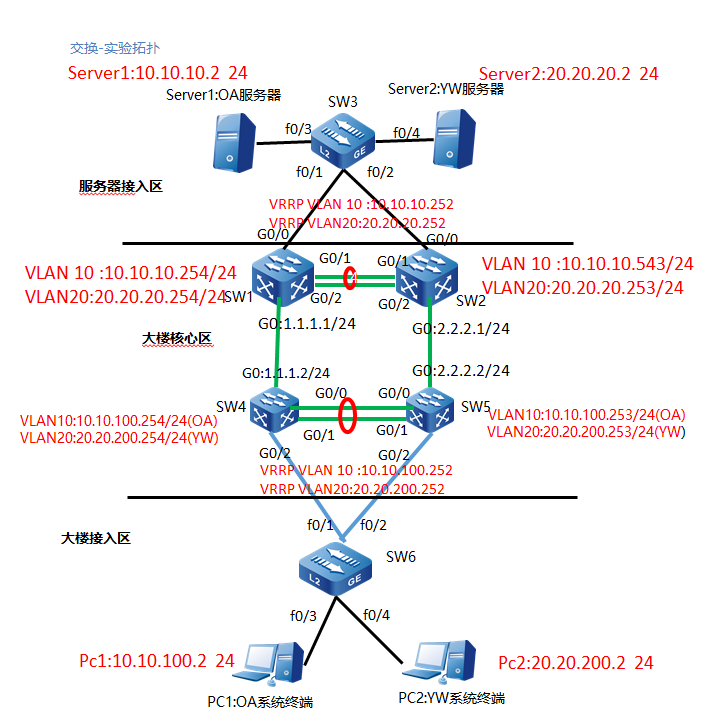 交换-实验拓扑
Server1:10.10.10.2 24
Server2:20.20.20.2 24
Server1:OA服务器
Server2:YW服务器
SW3
f0/3
f0/4
L2 GE
f0/1
f0/2
服务器接入区
VRRP VLAN 10 :10.10.10.252
VRRP VLAN20:20.20.20.252
G0/0
G0/0
G0/1
G0/1
VLAN 10 :10.10.10.254/24
VLAN 10 :10.10.10.543/24
VLAN20:20.20.20.254/24
VLAN20:20.20.20.253/24
SW1
G0/2
G0/2
SW2
G0:1.1.1.1/24
G0:2.2.2.1/24
大楼核心区
G0:1.1.1.2/24
G0:2.2.2.2/24
G0/0
G0/0
SW4
SW5
VLAN10:10.10.100.254/24(OA)
VLAN10:10.10.100.253/24(OA)
G0/1
G0/1
VLAN20:20.20.200.254/24(YW)
VLAN20:20.20.200.253/24(YW)
G0/2
G0/2
VRRP VLAN 10 :10.10.100.252
VRRP VLAN20:20.20.200.252
f0/1
f0/2
大楼接入区
SW6
L2 GE
f0/3
f0/4
Pc1:10.10.100.2 24
Pc2:20.20.200.2 24
PC1:OA系统终端
PC2:YW系统终端